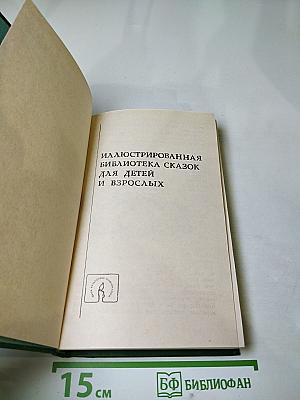 ИЛЛЮСТРИРОВАННАЯ
БИБЛИОТЕКА СКАЗОК
ДЛЯ ДЕТЕЙ
И ВЗРОСЛЫХ
15 см
БФ БИБЛИОФАН